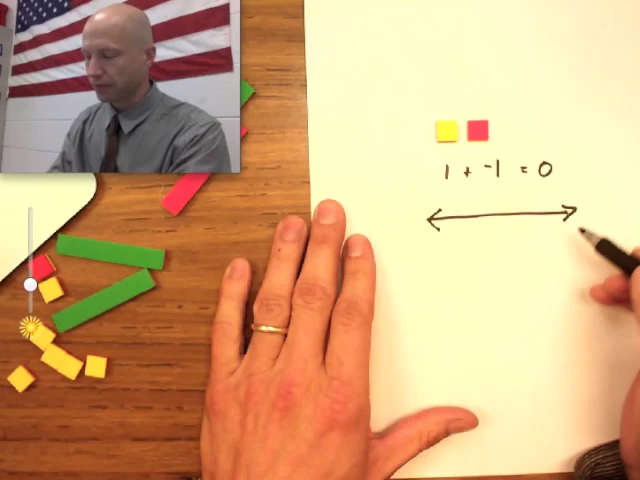 1 + -1 = 0